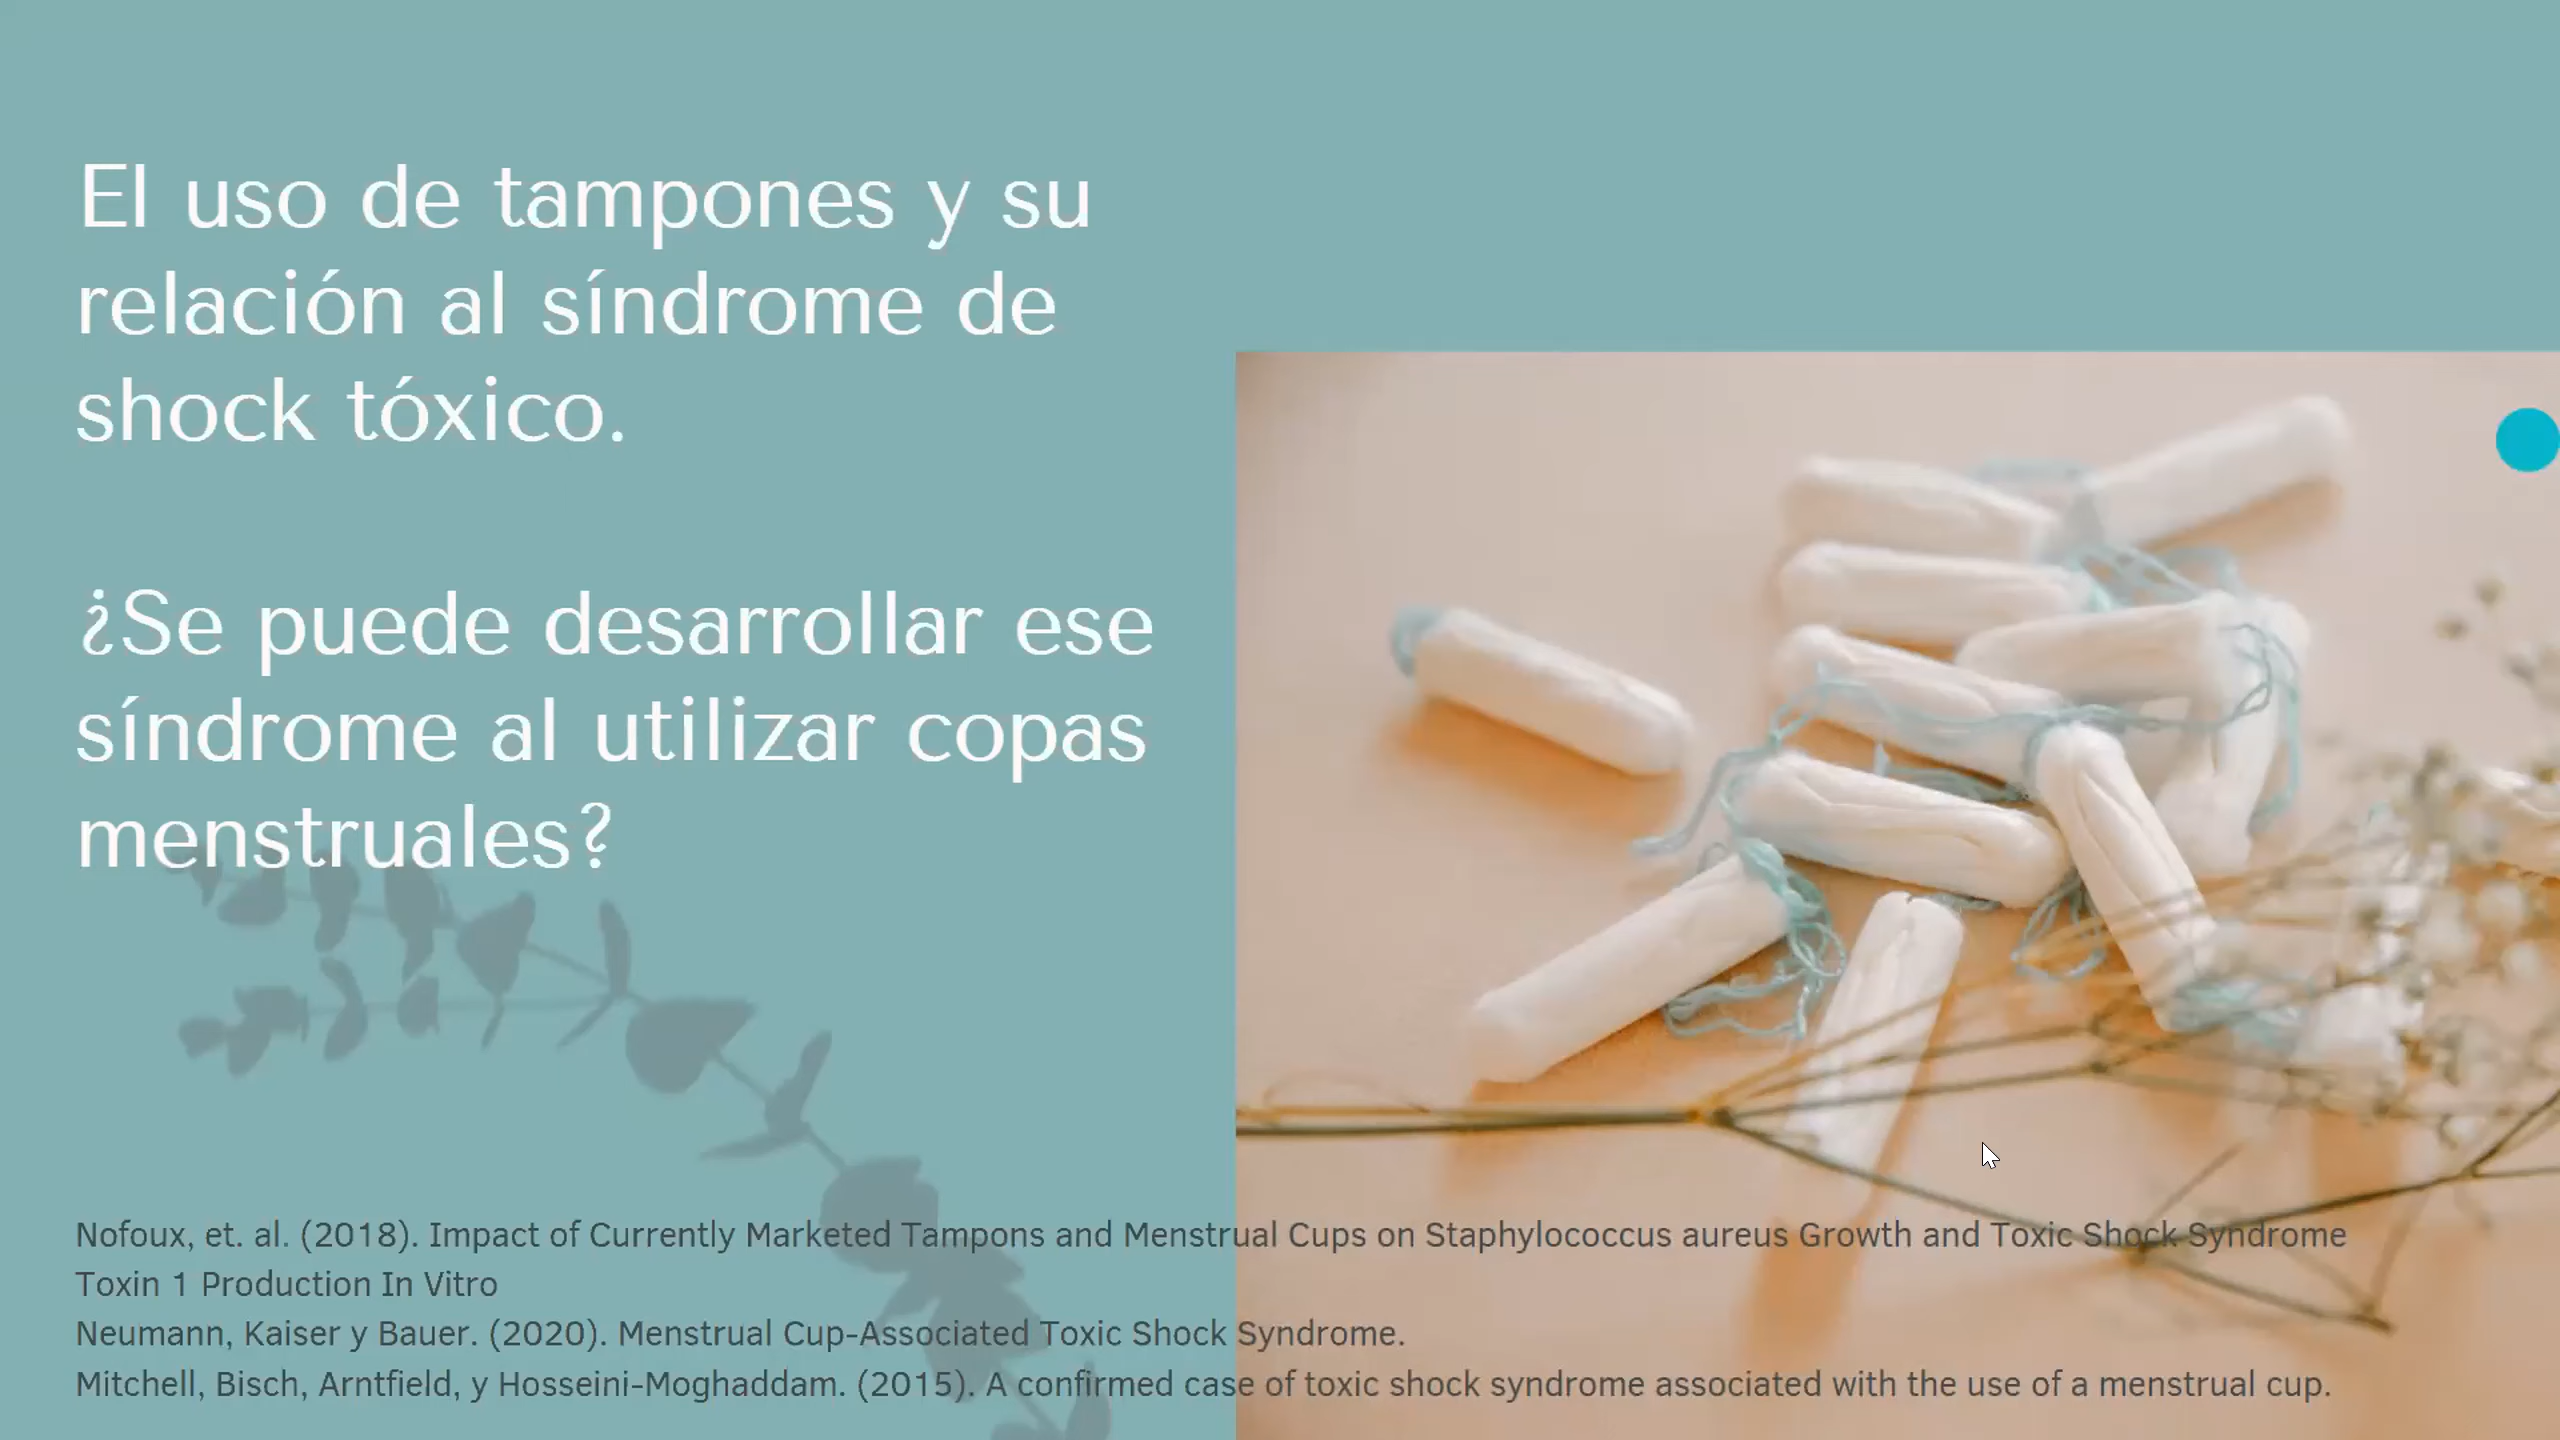 El uso de tampones y su
relación al síndrome de
shock tóxico.
¿Se puede desarrollar ese
síndrome al utilizar copas
menstruales?
Nofoux, et. al. (2018). Impact of Currently Marketed Tampons and Menstrual Cups on Staphylococcus aureus Growth and Toxic Shock Syndrome
Toxin 1 Production In Vitro
Neumann, Kaiser y Bauer. (2020). Menstrual Cup-Associated Toxic Shock Syndrome.
Mitchell, Bisch, Arntfield, y Hosseini-Moghaddam. (2015). A confirmed case of toxic shock syndrome associated with the use of a menstrual cup.